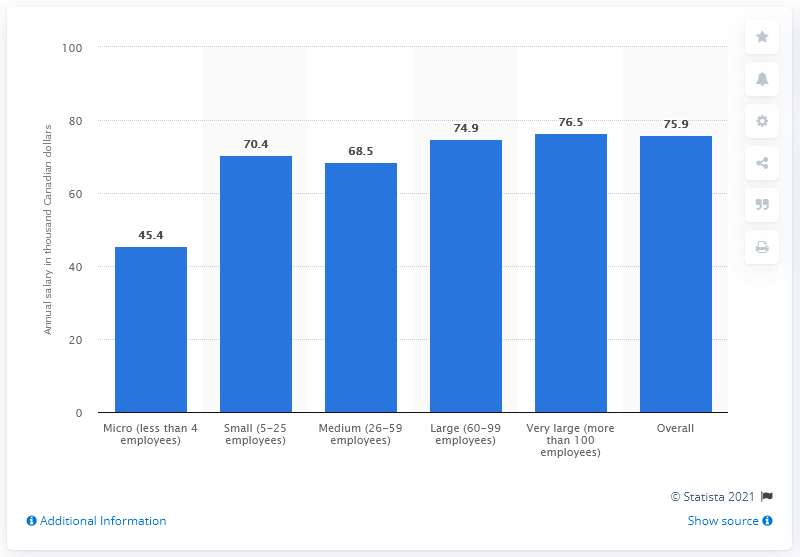 100
80
60
40
20
0
Annual salary in thousand Canadian dollars
45.4
70.4
68.5
74.9
76.5
75.9
Micro (less than 4
employees)
Small (5-25
employees)
Medium (26-59
employees)
Large (60-99
employees)
Very large (more
than 100
employees)
Overall
© Statista 2021
Additional Information
Show source